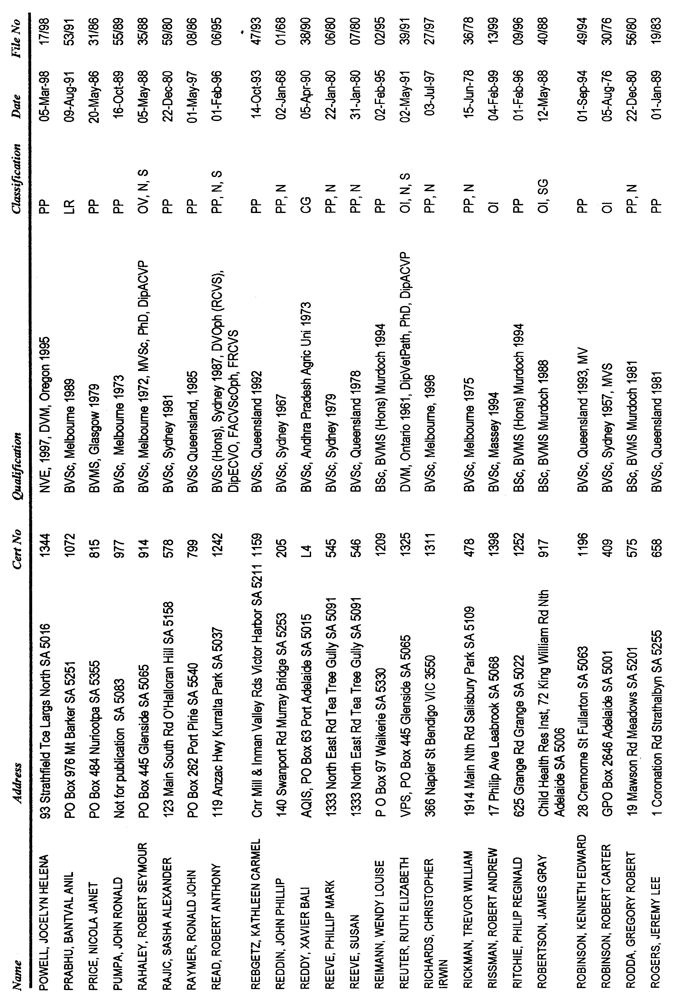 Name Address Cert No Qualification Classification Date File No
POWELL, JOCELYN HELENA 93 Strathfield Tce Largs North SA 5016 1344 NVE, 1997, DVM, Oregon 1995 PP 05-Mar-98 17/98
PRABHU, BANTVAL ANIL PO Box 976 Mt Barker SA 5251 1072 BVSc, Melbourne 1989 LR 09-Aug-91 53/91
PRICE, NICOLA JANET PO Box 484 Nuriootpa SA 5355 815 BVMS, Glasgow 1979 PP 20-May-86 31/86
PUMPA, JOHN RONALD Not for publication SA 5083 977 BVSc, Melbourne 1973 PP 16-Oct-89 55/89
RAHALEY, ROBERT SEYMOUR PO Box 445 Glenside SA 5065 914 BVSc, Melbourne 1972, MVSc, PhD, DipACVP OV, N, S 05-May-88 35/88
RAJIC, SASHA ALEXANDER 123 Main South Rd O'Halloran Hill SA 5158 578 BVSc, Sydney 1981 PP 22-Dec-80 59/80
RAYMER, RONALD JOHN PO Box 262 Port Pirie SA 5540 799 BVSc Queensland, 1985 PP 01-May-97 08/86
READ, ROBERT ANTHONY 119 Anzac Hwy Kurralta Park SA 5037 1242 BVSc (Hons), Sydney 1987, DVOph (RCVS), PP, N, S 01-Feb-96 06/95
DipECVO, FACVScOph, FRCVS
REBGETZ, KATHLEEN CARMEL Cnr Mill & Inman Valley Rds Victor Harbor SA 5211 1159 BVSc, Queensland 1992 PP 14-Oct-93 47/93
REDDIN, JOHN PHILLIP 140 Swanport Rd Murray Bridge SA 5253 205 BVSc, Sydney 1967 PP, N 02-Jan-68 01/68
REDDY, XAVIER BALI AQIS, PO Box 63 Port Adelaide SA 5015 L4 BVSc, Andhra Pradesh Agric Uni 1973 CG 05-Apr-90 38/90
REEVE, PHILLIP MARK 1333 North East Rd Tea Tree Gully SA 5091 545 BVSc, Sydney 1979 PP, N 22-Jan-80 06/80
REEVE, SUSAN 1333 North East Rd Tea Tree Gully SA 5091 546 BVSc, Queensland 1978 PP, N 31-Jan-80 07/80
REIMANN, WENDY LOUISE P O Box 97 Waikerie SA 5330 1209 BSc, BVMS (Hons) Murdoch 1994 PP 02-Feb-95 02/95
REUTER, RUTH ELIZABETH VPS, PO Box 445 Glenside SA 5065 1325 DVM, Ontario 1961, DipVetPath, PhD, DipACVP OI, N, S 02-May-91 39/91
RICHARDS, CHRISTOPHER 366 Napier St Bendigo VIC 3550 1311 BVSc, Melbourne, 1996 PP, N 03-Jul-97 27/97
IRWIN
RICKMAN, TREVOR WILLIAM 1914 Main Nth Rd Salisbury Park SA 5109 478 BVSc, Melbourne 1975 PP, N 15-Jun-78 36/78
RISSMAN, ROBERT ANDREW 17 Philip Ave Leabrook SA 5068 1398 BVSc, Massey 1994 OI 04-Feb-99 13/99
RITCHIE, PHILIP REGINALD 625 Grange Rd Grange SA 5022 1252 BSc, BVMS (Hons) Murdoch 1994 PP 01-Feb-96 09/96
ROBERTSON, JAMES GRAY Child Health Res Inst, 72 King William Rd Nth 917 BSc, BVMS Murdoch 1988 OI, SG 12-May-88 40/88
Adelaide SA 5006
ROBINSON, KENNETH EDWARD 28 Cremorne St Fullarton SA 5063 1196 BVSc, Queensland 1993, MV PP 01-Sep-94 49/94
ROBINSON, ROBERT CARTER GPO Box 2646 Adelaide SA 5001 409 BVSc, Sydney 1957, MVS OI 05-Aug-76 30/76
RODDA, GREGORY ROBERT 19 Mawson Rd Meadows SA 5201 575 BSc, BVMS Murdoch 1981 PP, N 22-Dec-80 56/80
ROGERS, JEREMY LEE 1 Coronation Rd Strathalbyn SA 5255 658 BVSc, Queensland 1981 PP 01-Jan-89 19/83